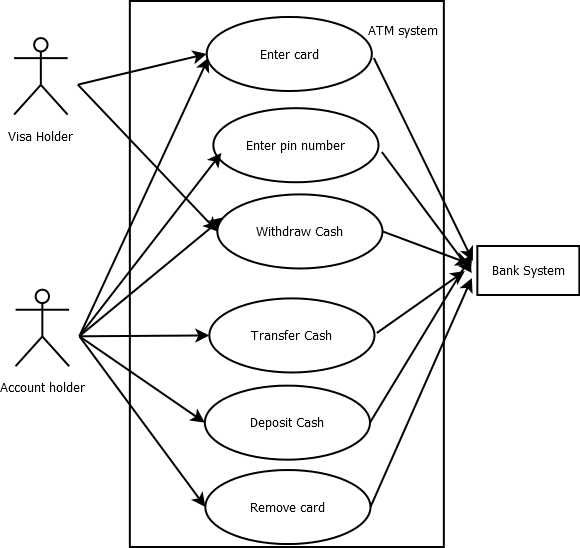 ATM system
Enter card
Visa Holder
Enter pin number
Withdraw Cash
Bank System
Transfer Cash
Account holder
Deposit Cash
Remove card